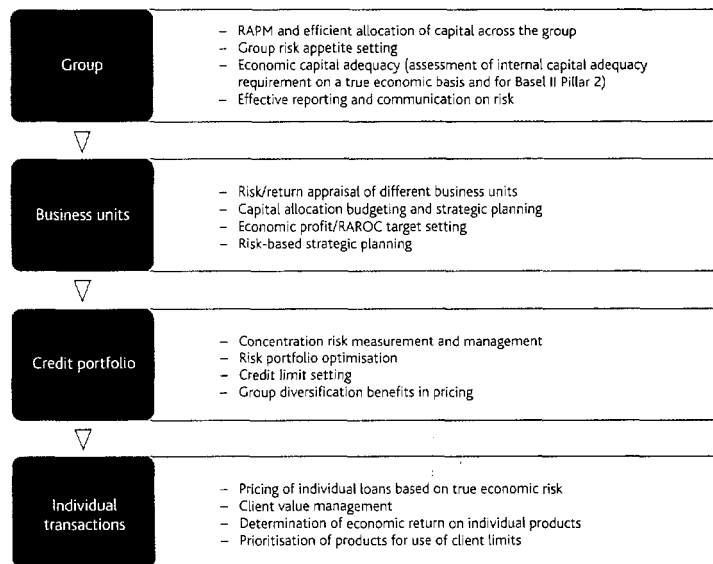 Group
– RAPM and efficient allocation of capital across the group
– Group risk appetite setting
– Economic capital adequacy (assessment of internal capital adequacy
requirement on a true economic basis and for Basel II Pillar 2)
– Effective reporting and communication on risk
Business units
– Risk/return appraisal of different business units
– Capital allocation budgeting and strategic planning
– Economic profit/RAROC target setting
– Risk-based strategic planning
Credit portfolio
– Concentration risk measurement and management
– Risk portfolio optimisation
– Credit limit setting
– Group diversification benefits in pricing
Individual
transactions
– Pricing of individual loans based on true economic risk
– Client value management
– Determination of economic return on individual products
– Prioritisation of products for use of client limits